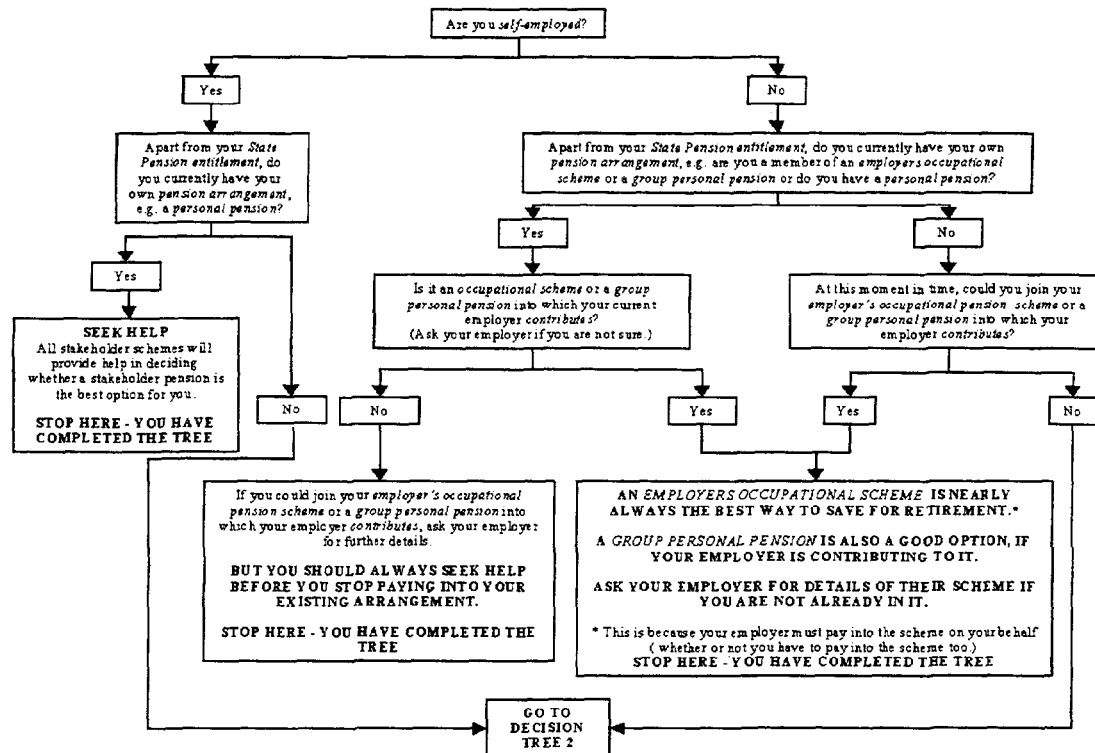 Are you self-employed?
Yes
No
Apart from your State
Pension entitlement, do
you currently have your
own pension arrangement,
e.g. a personal pension?
Apart from your State Pension entitlement, do you currently have your own
pension arrangement, e.g. are you a member of an employers occupational
scheme or a group personal pension or do you have a personal pension?
Yes
Yes
No
SEEK HELP
All stakeholder schemes will
provide help in deciding
whether a stakeholder pension is
the best option for you.
STOP HERE - YOU HAVE
COMPLETED THE TREE
Is it an occupational scheme or a group
personal pension into which your current
employer contributes?
(Ask your employer if you are not sure.)
At this moment in time, could you join your
employer's occupational pension scheme or a
group personal pension into which your
employer contributes?
No
No
Yes
Yes
No
If you could join your employer's occupational
pension scheme or a group personal pension into
which your employer contributes, ask your employer
for further details.
BUT YOU SHOULD ALWAYS SEEK HELP
BEFORE YOU STOP PAYING INTO YOUR
EXISTING ARRANGEMENT.
STOP HERE - YOU HAVE COMPLETED THE
TREE
AN EMPLOYERS OCCUPATIONAL SCHEME IS NEARLY
ALWAYS THE BEST WAY TO SAVE FOR RETIREMENT.*
A GROUP PERSONAL PENSION IS ALSO A GOOD OPTION, IF
YOUR EMPLOYER IS CONTRIBUTING TO IT.
ASK YOUR EMPLOYER FOR DETAILS OF THEIR SCHEME IF
YOU ARE NOT ALREADY IN IT.
* This is because your employer must pay into the scheme on your behalf
( whether or not you have to pay into the scheme too.)
STOP HERE - YOU HAVE COMPLETED THE TREE
GO TO
DECISION
TREE 2